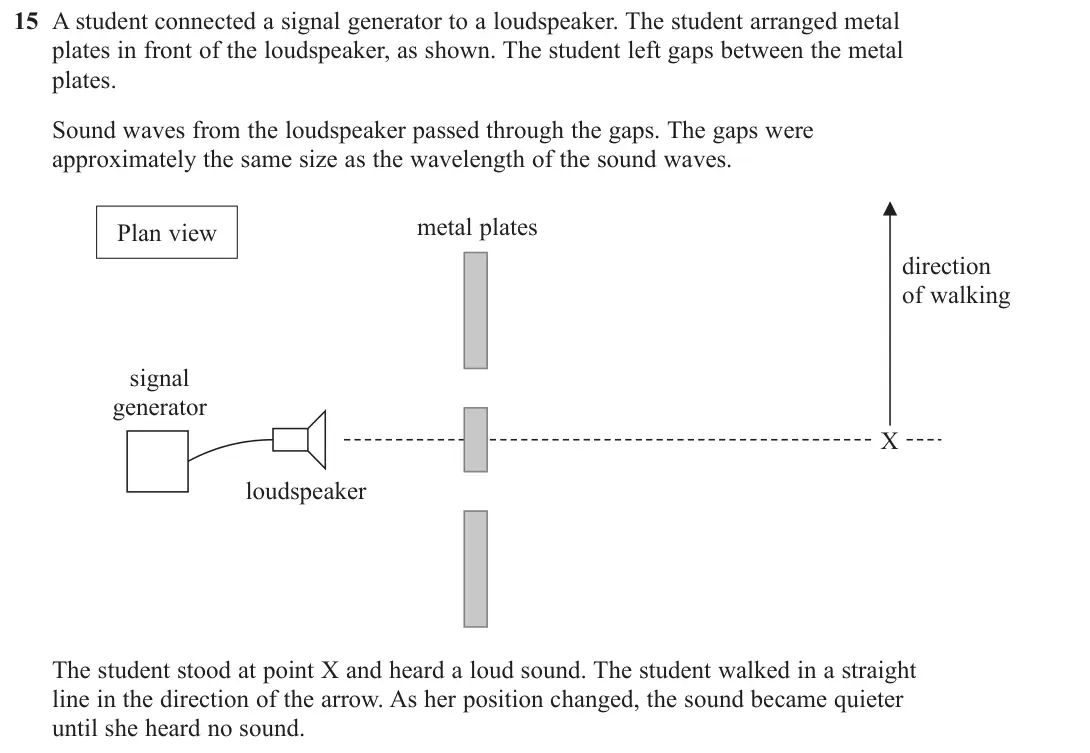 15 A student connected a signal generator to a loudspeaker. The student arranged metal
plates in front of the loudspeaker, as shown. The student left gaps between the metal
plates.
Sound waves from the loudspeaker passed through the gaps. The gaps were
approximately the same size as the wavelength of the sound waves.
Plan view
metal plates
direction
of walking
signal
generator
X
loudspeaker
The student stood at point X and heard a loud sound. The student walked in a straight
line in the direction of the arrow. As her position changed, the sound became quieter
until she heard no sound.